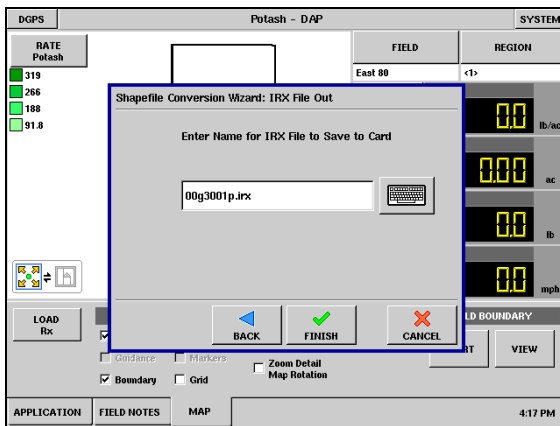 DGPS Potash - DAP SYSTEM
RATE
Potash
FIELD REGION
East 80 <1>
319
266
188
91.8
Shapefile Conversion Wizard: IRX File Out
Enter Name for IRX File to Save to Card
00g3001p.irx
BACK FINISH CANCEL
0.0 lb/ac
0.00 ac
0.0 lb
0.0 mph
LOAD
Rx
LD BOUNDARY
Guidance Markers
Boundary Grid
Zoom Detail
Map Rotation
RT VIEW
APPLICATION FIELD NOTES MAP 4:17 PM